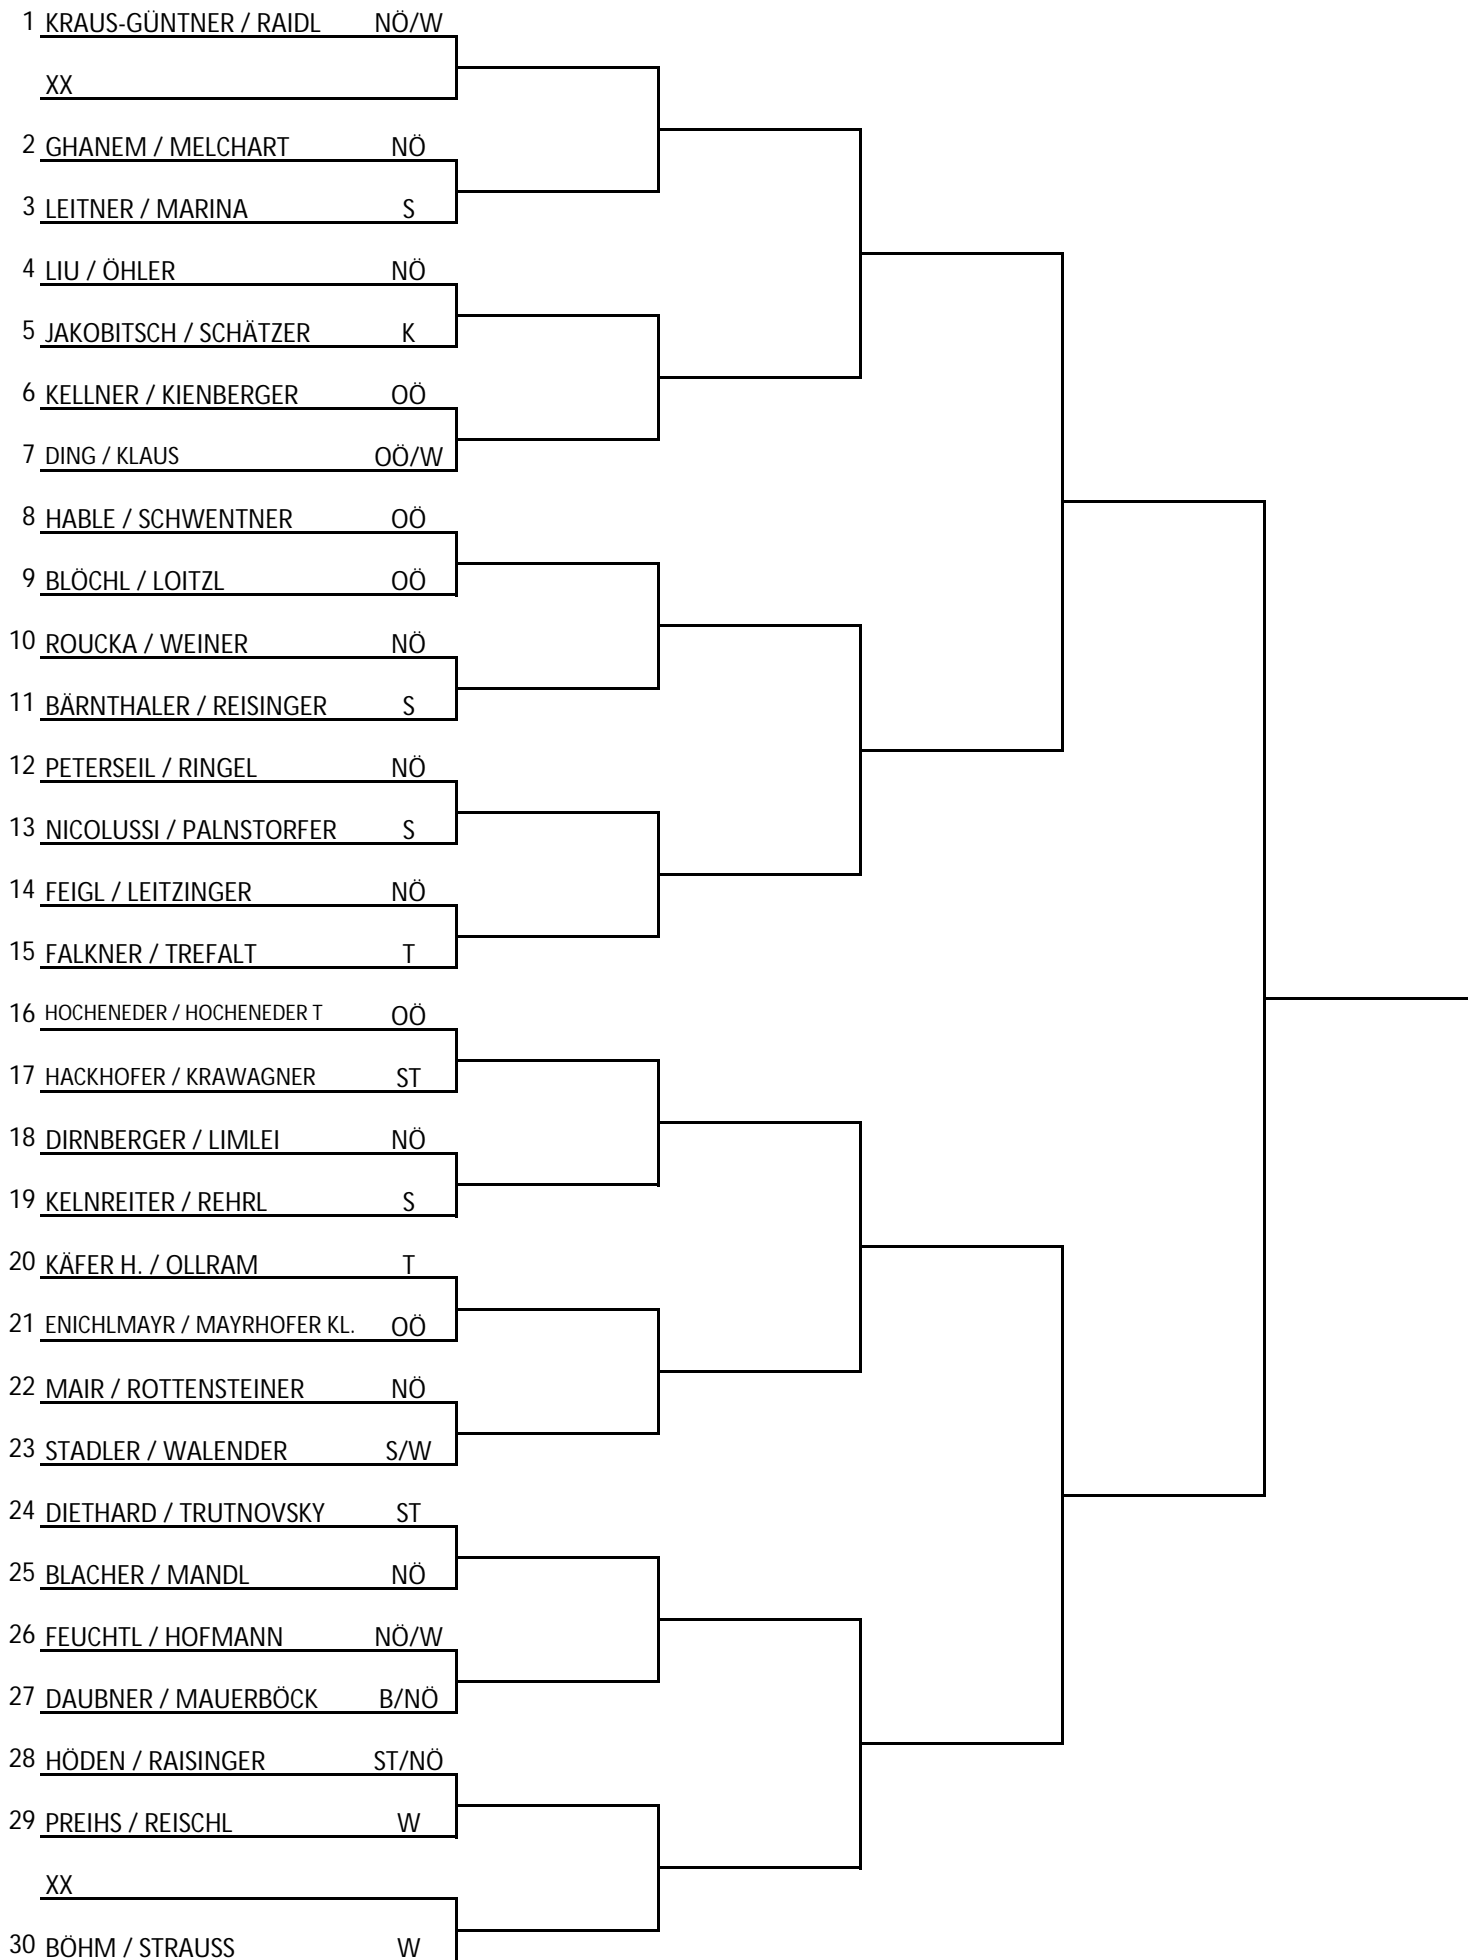 1 KRAUS-GÜNTNER / RAIDL NÖ/W
XX
2 GHANEM / MELCHART NÖ
3 LEITNER / MARINA S
4 LIU / ÖHLER NÖ
5 JAKOBITSCH / SCHÄTZER K
6 KELLNER / KIENBERGER OÖ
7 DING / KLAUS OÖ/W
8 HABLE / SCHWENTNER OÖ
9 BLÖCHL / LOITZL OÖ
10 ROUCKA / WEINER NÖ
11 BÄRNTHALER / REISINGER S
12 PETERSEIL / RINGEL NÖ
13 NICOLUSSI / PALNSTORFER S
14 FEIGL / LEITZINGER NÖ
15 FALKNER / TREFALT T
16 HOCHENEDER / HOCHENEDER T OÖ
17 HACKHOFER / KRAWAGNER ST
18 DIRNBERGER / LIMLEI NÖ
19 KELNREITER / REHRL S
20 KÄFER H. / OLLRAM T
21 ENICHLMAYR / MAYRHOFER KL. OÖ
22 MAIR / ROTTENSTEINER NÖ
23 STADLER / WALENDER S/W
24 DIETHARD / TRUTNOVSKY ST
25 BLACHER / MANDL NÖ
26 FEUCHTL / HOFMANN NÖ/W
27 DAUBNER / MAUERBÖCK B/NÖ
28 HÖDEN / RAISINGER ST/NÖ
29 PREIHS / REISCHL W
XX
30 BÖHM / STRAUSS W